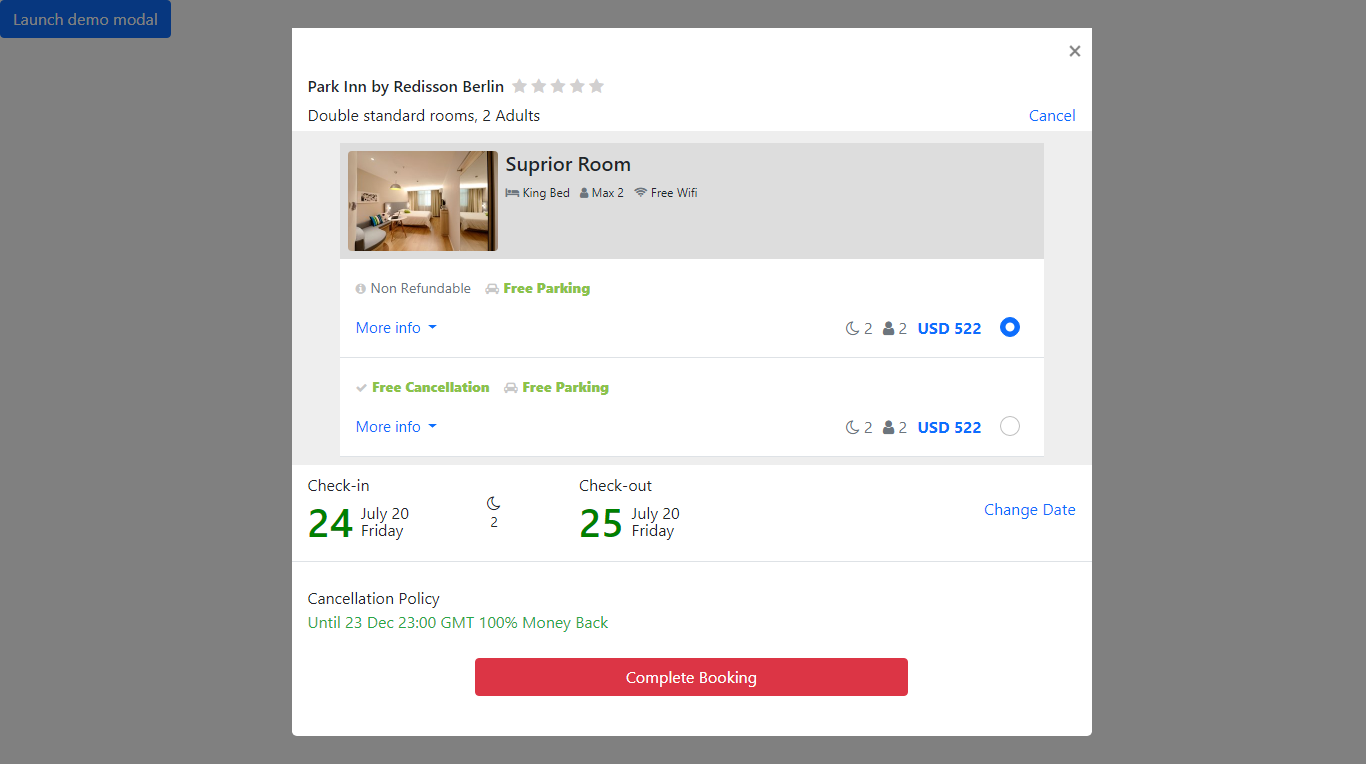 Launch demo modal
×
Park Inn by Redisson Berlin
Double standard rooms, 2 Adults
Cancel
Suprior Room
King Bed Max 2 Free Wifi
Non Refundable Free Parking
More info 2 2 USD 522
Free Cancellation Free Parking
More info 2 2 USD 522
Check-in
24 July 20
Friday
2
Check-out
25 July 20
Friday
Change Date
Cancellation Policy
Until 23 Dec 23:00 GMT 100% Money Back
Complete Booking